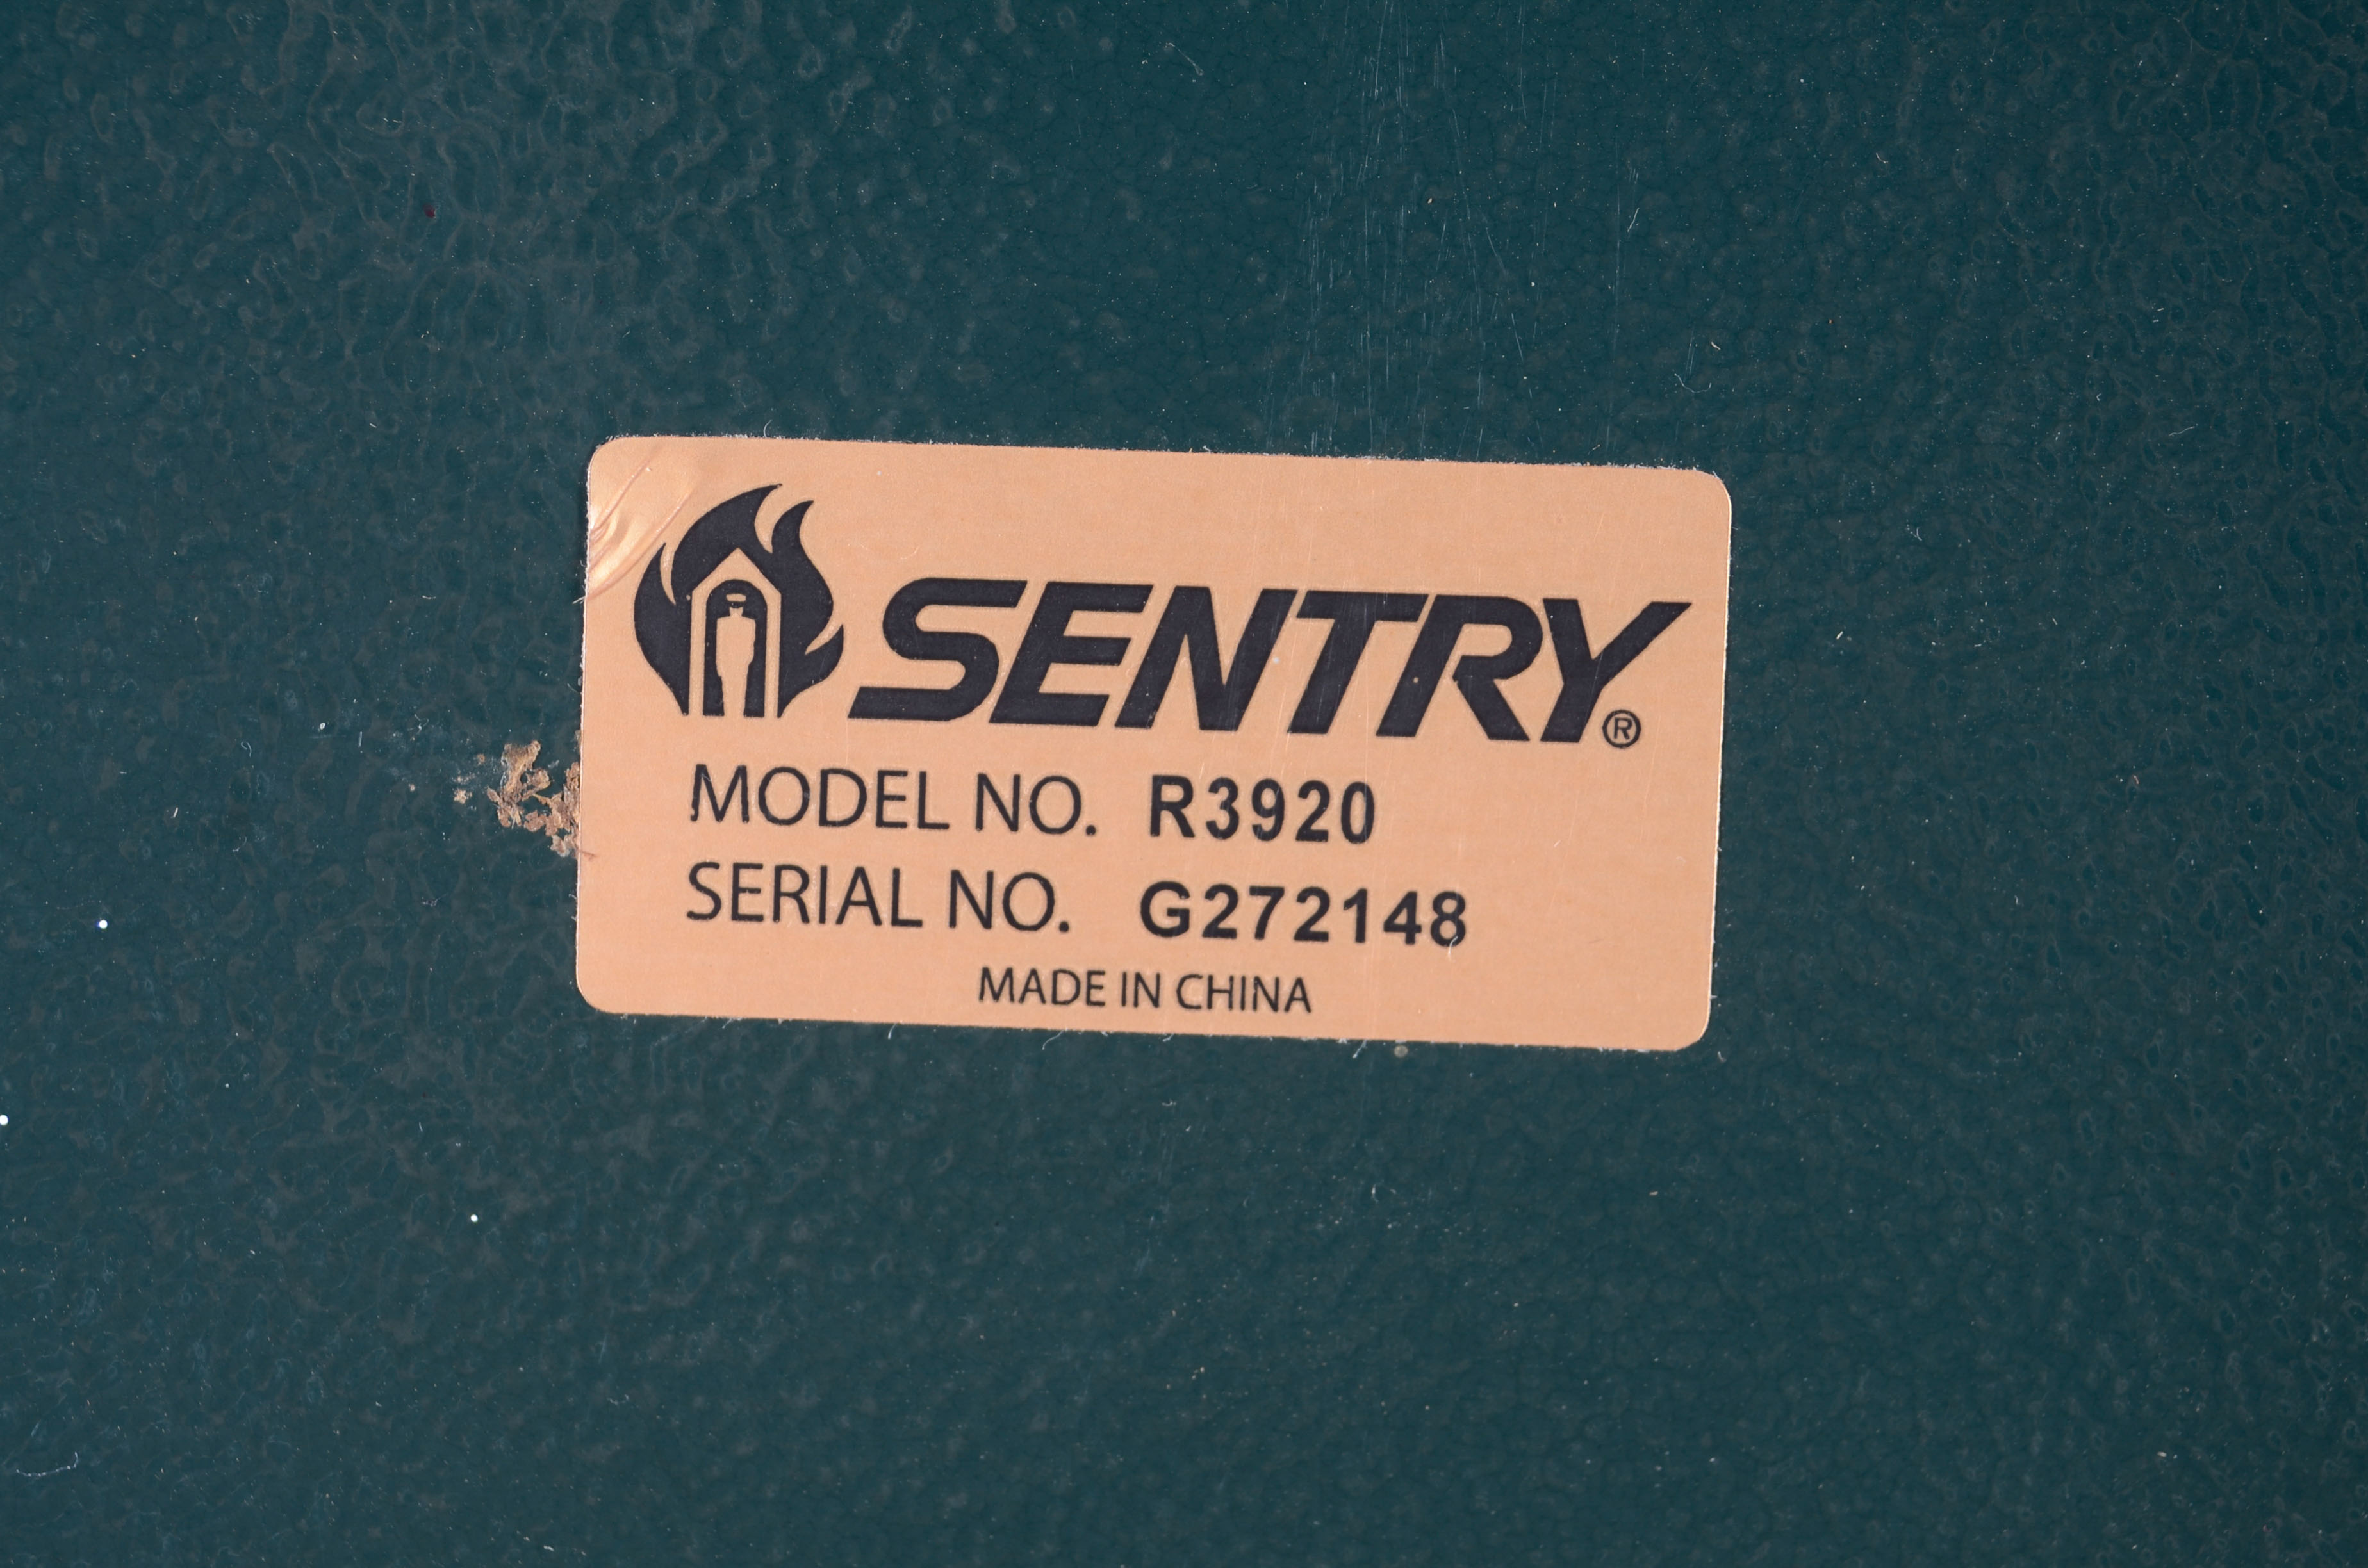 SENTRY®
MODEL NO. R3920
SERIAL NO. G272148
MADE IN CHINA